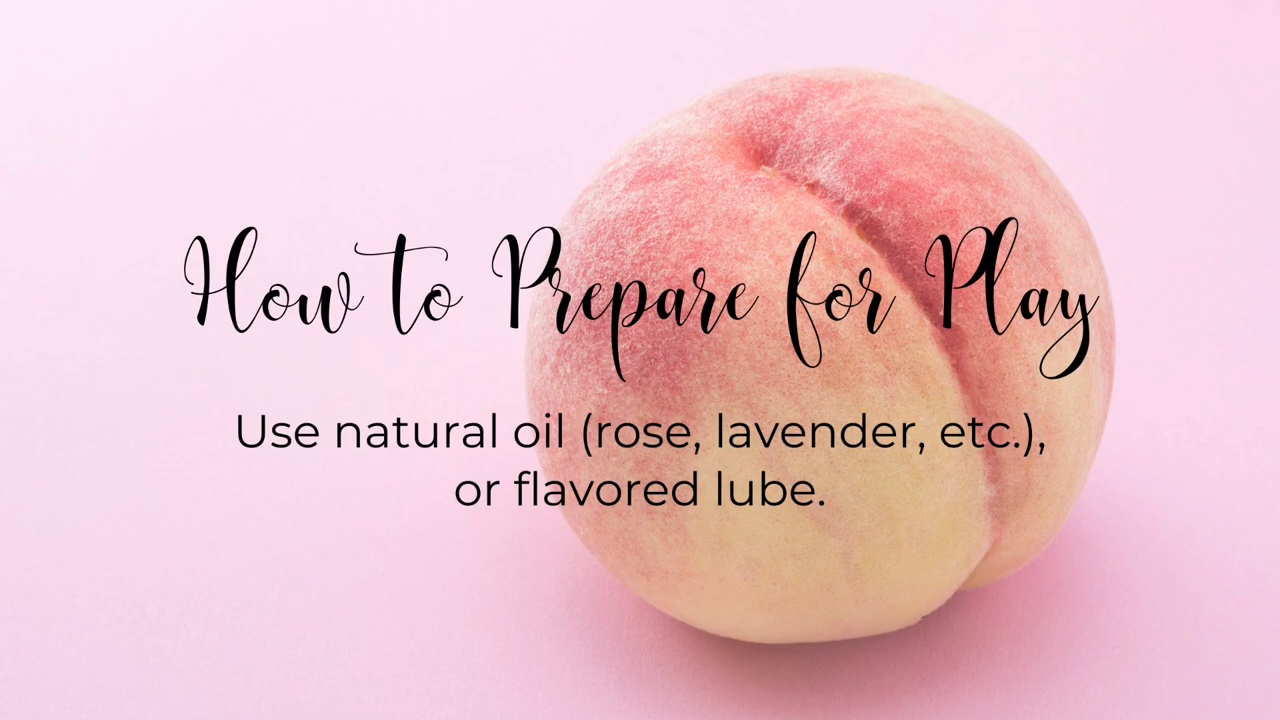 How to Prepare for Play
Use natural oil (rose, lavender, etc.),
or flavored lube.